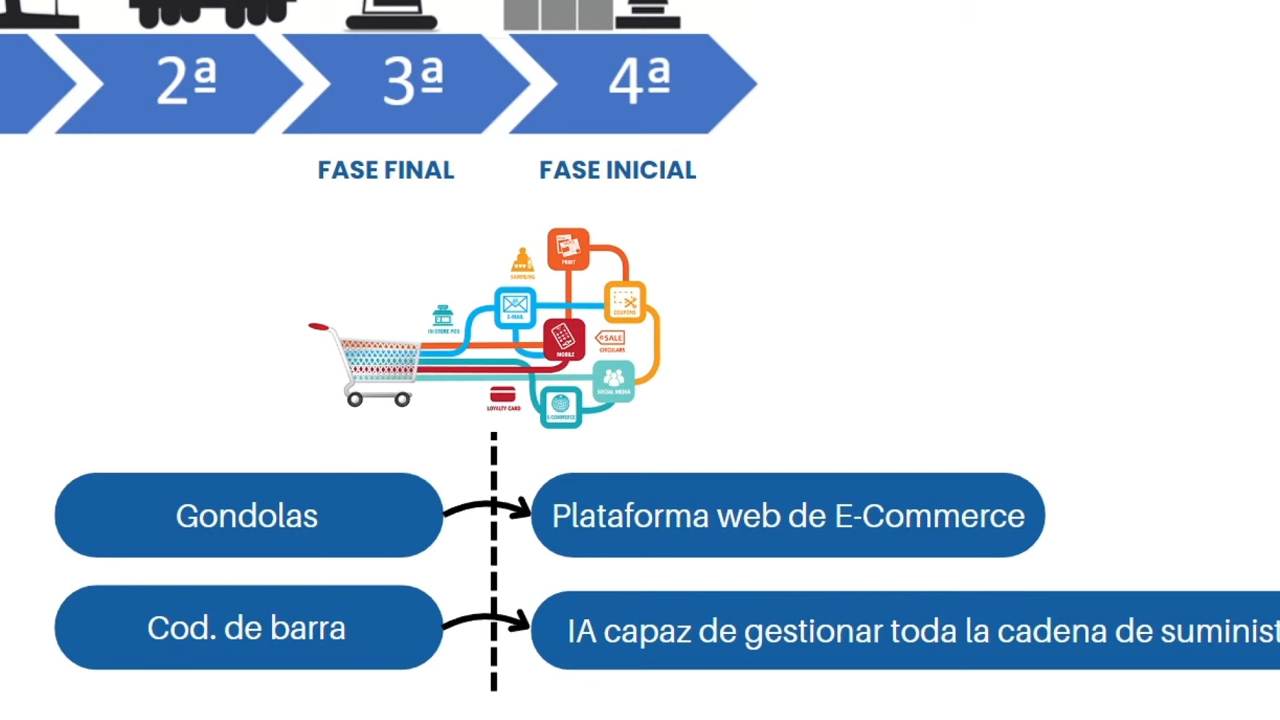 2ª 3ª 4ª
FASE FINAL FASE INICIAL
PRINT
SAMPLING
COUPONS
E-MAIL
IN-STORE POS
SALE
MOBILE
CIRCULARS
SOCIAL MEDIA
LOYALTY CARD
E-COMMERCE
Gondolas Plataforma web de E-Commerce
Cod. de barra IA capaz de gestionar toda la cadena de suminist